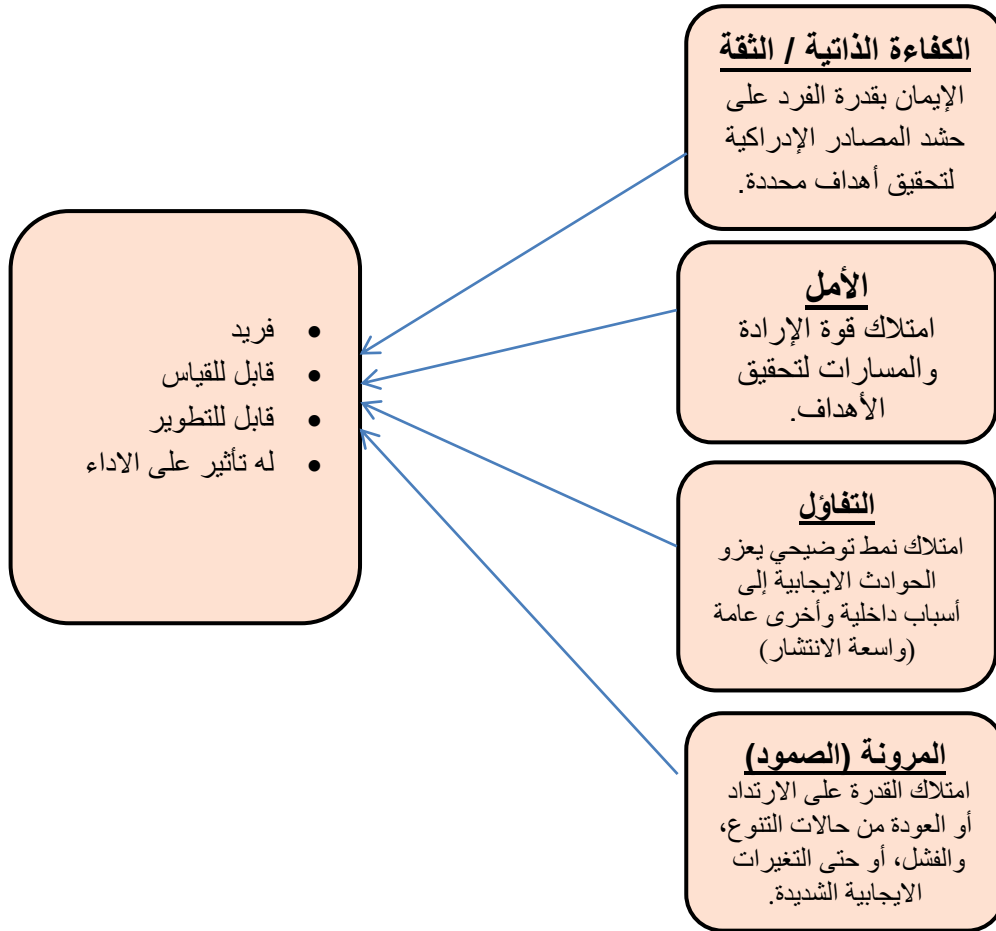 الكفاءة الذاتية / الثقة
الإيمان بقدرة الفرد على
حشد المصادر الإدراكية
لتحقيق أهداف محددة.
الأمل
امتلاك قوة الإرادة
والمسارات لتحقيق
الأهداف.
التفاؤل
امتلاك نمط توضيحي يعزو
الحوادث الايجابية إلى
أسباب داخلية وأخرى عامة
(واسعة الانتشار)
المرونة (الصمود)
امتلاك القدرة على الارتداد
أو العودة من حالات التنوع،
والفشل، أو حتى التغيرات
الايجابية الشديدة.
• فريد
• قابل للقياس
• قابل للتطوير
• له تأثير على الاداء